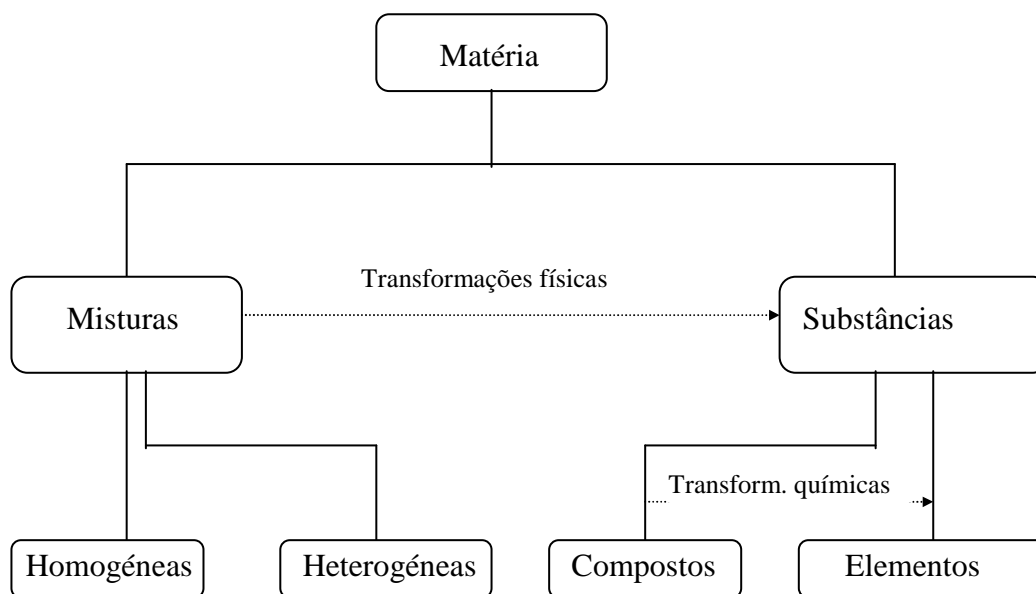 Matéria
Transformações físicas
Misturas
Substâncias
Transform. químicas
Homogéneas
Heterogéneas
Compostos
Elementos